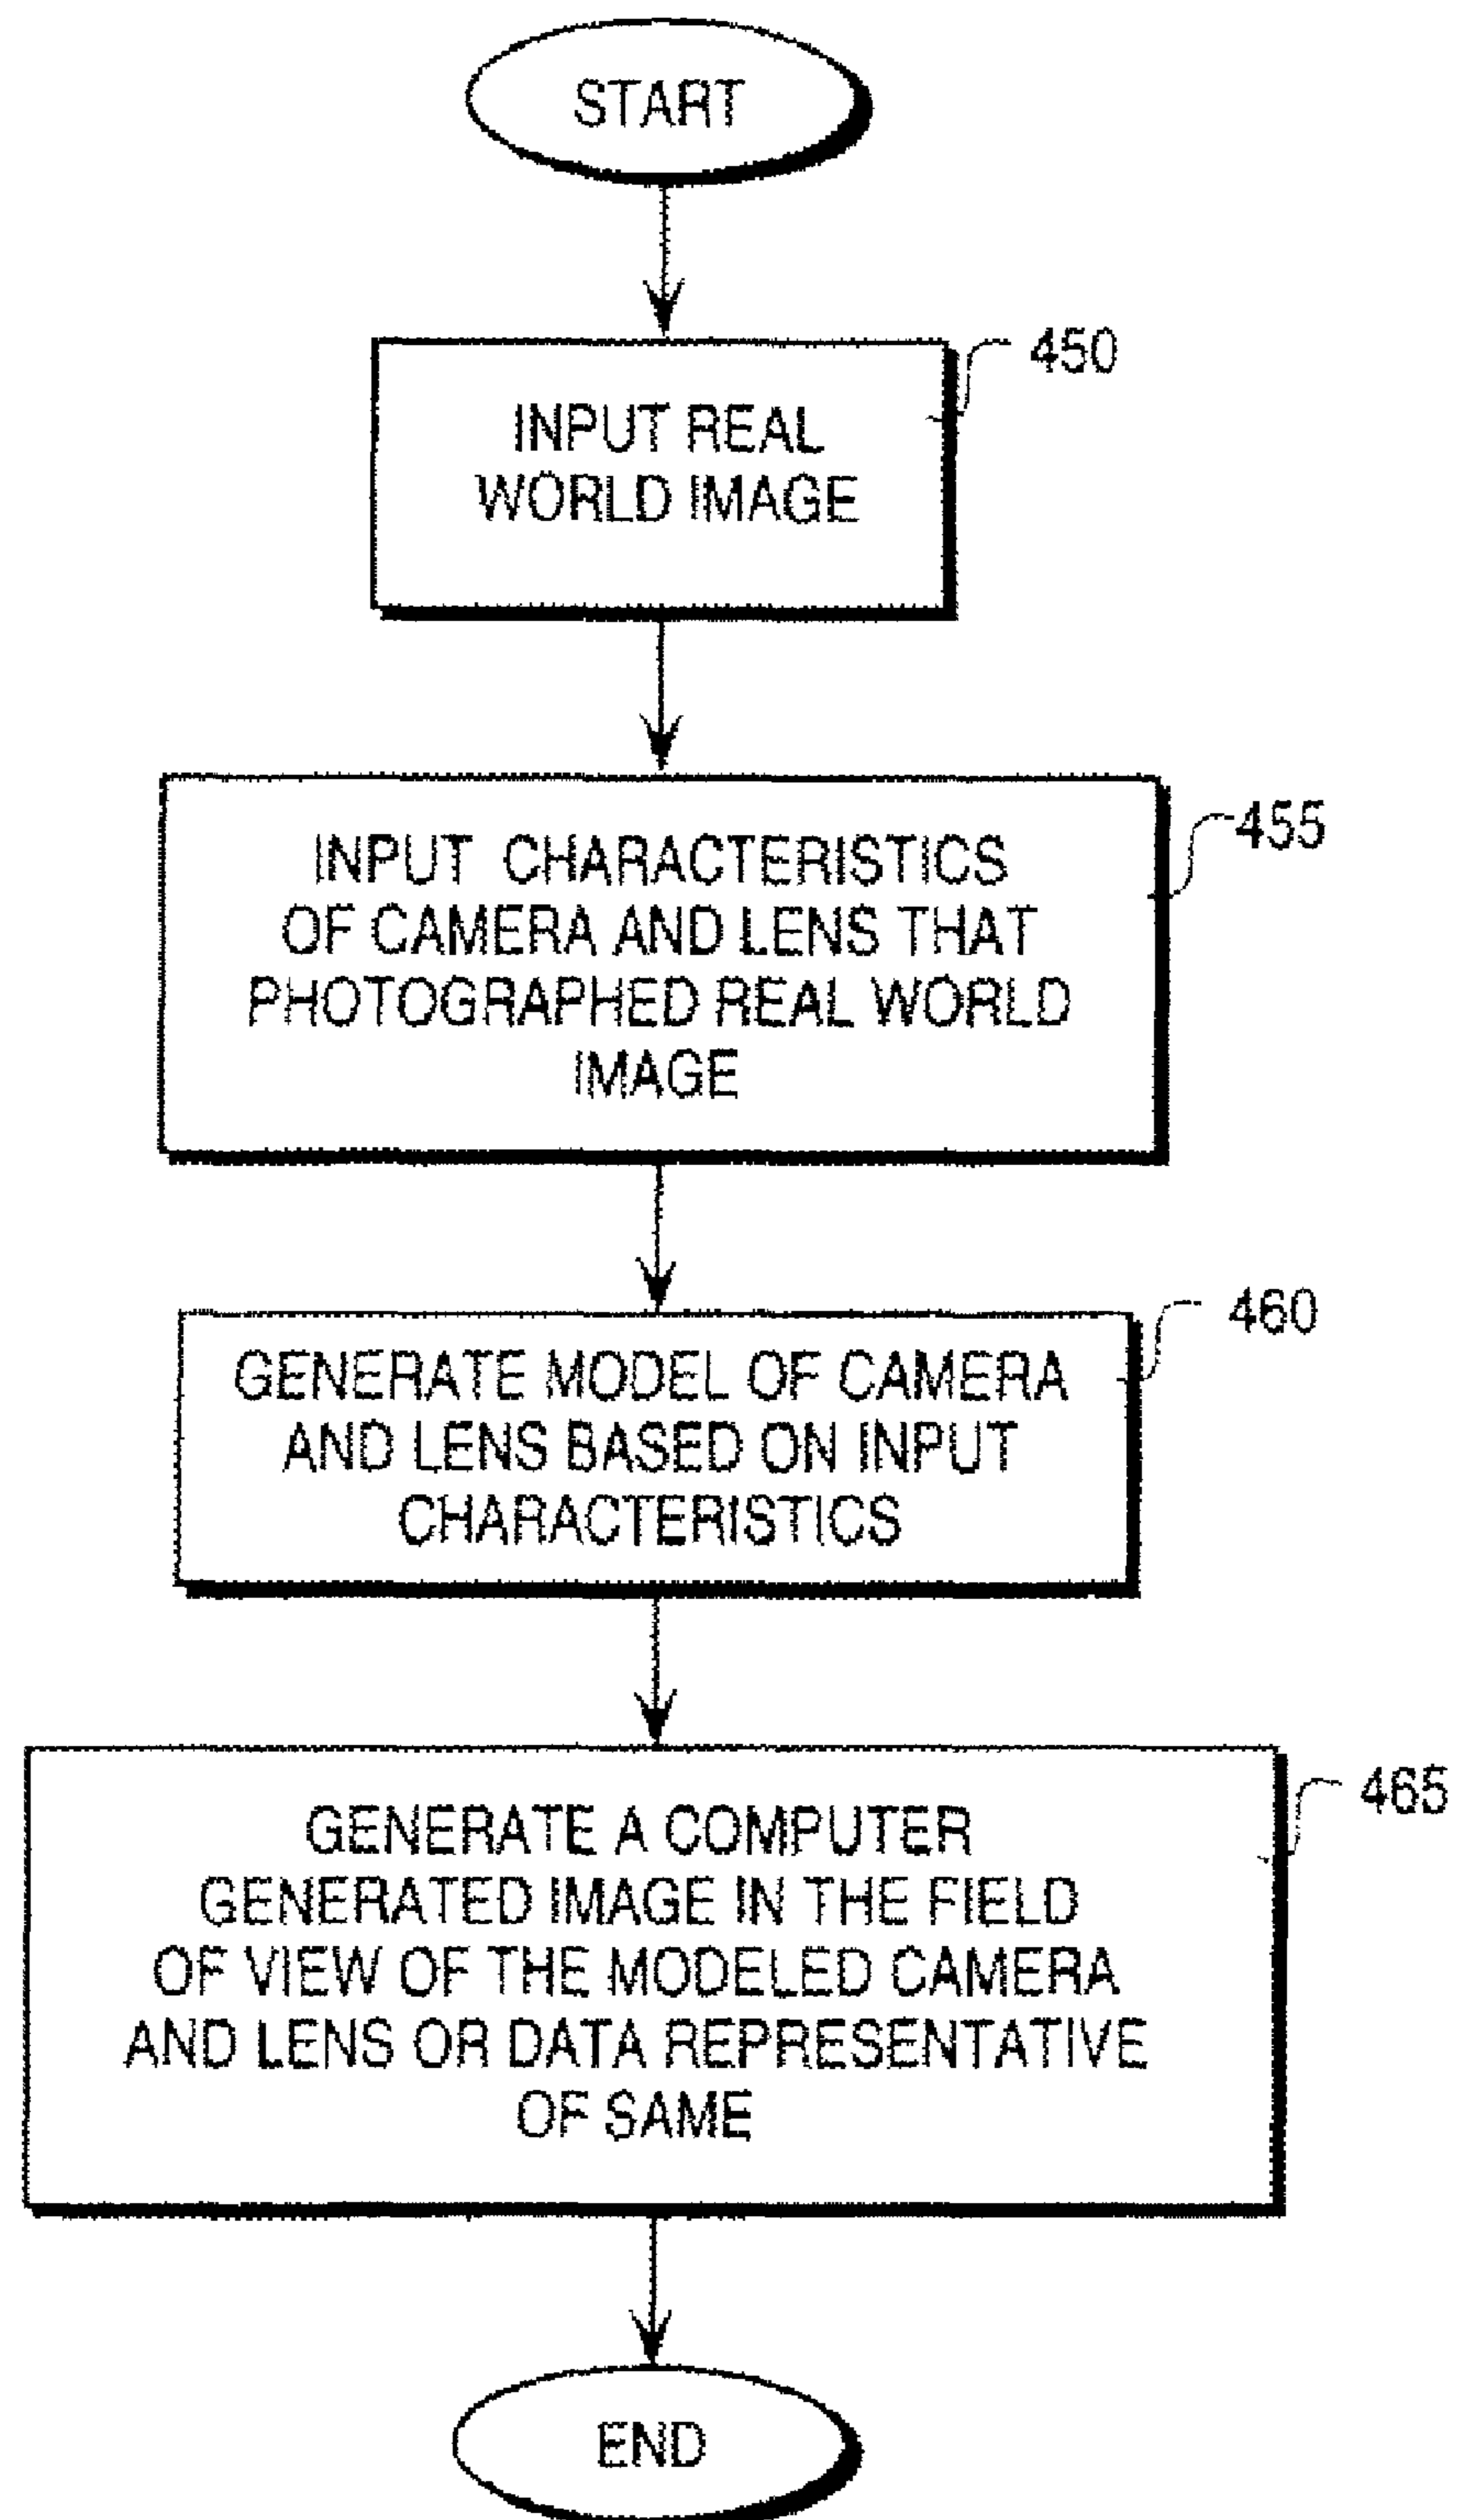 START
450
INPUT REAL
WORLD IMAGE
455
INPUT CHARACTERISTICS
OF CAMERA AND LENS THAT
PHOTOGRAPHED REAL WORLD
IMAGE
460
GENERATE MODEL OF CAMERA
AND LENS BASED ON INPUT
CHARACTERISTICS
465
GENERATE A COMPUTER
GENERATED IMAGE IN THE FIELD
OF VIEW OF THE MODELED CAMERA
AND LENS OR DATA REPRESENTATIVE
OF SAME
END